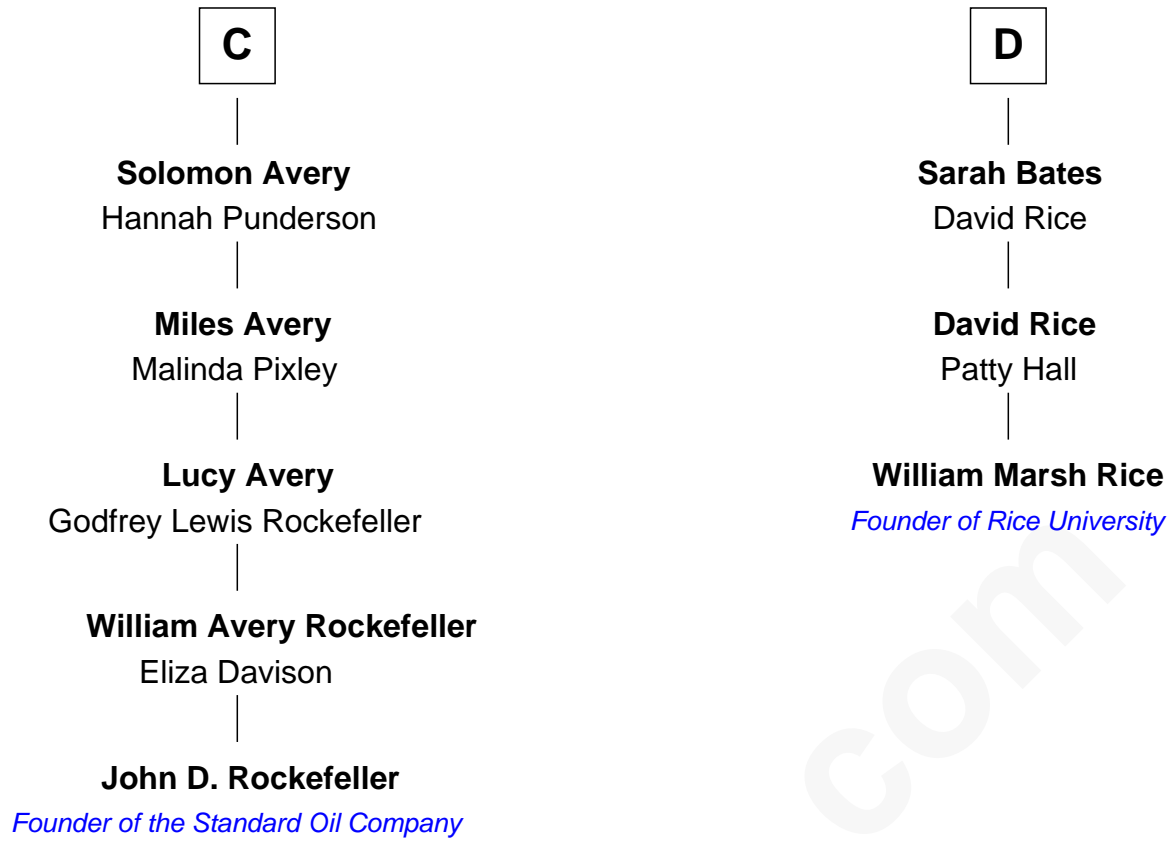 C
Solomon Avery
Hannah Punderson
Miles Avery
Malinda Pixley
Lucy Avery
Godfrey Lewis Rockefeller
William Avery Rockefeller
Eliza Davison
John D. Rockefeller
Founder of the Standard Oil Company
D
Sarah Bates
David Rice
David Rice
Patty Hall
William Marsh Rice
Founder of Rice University
com